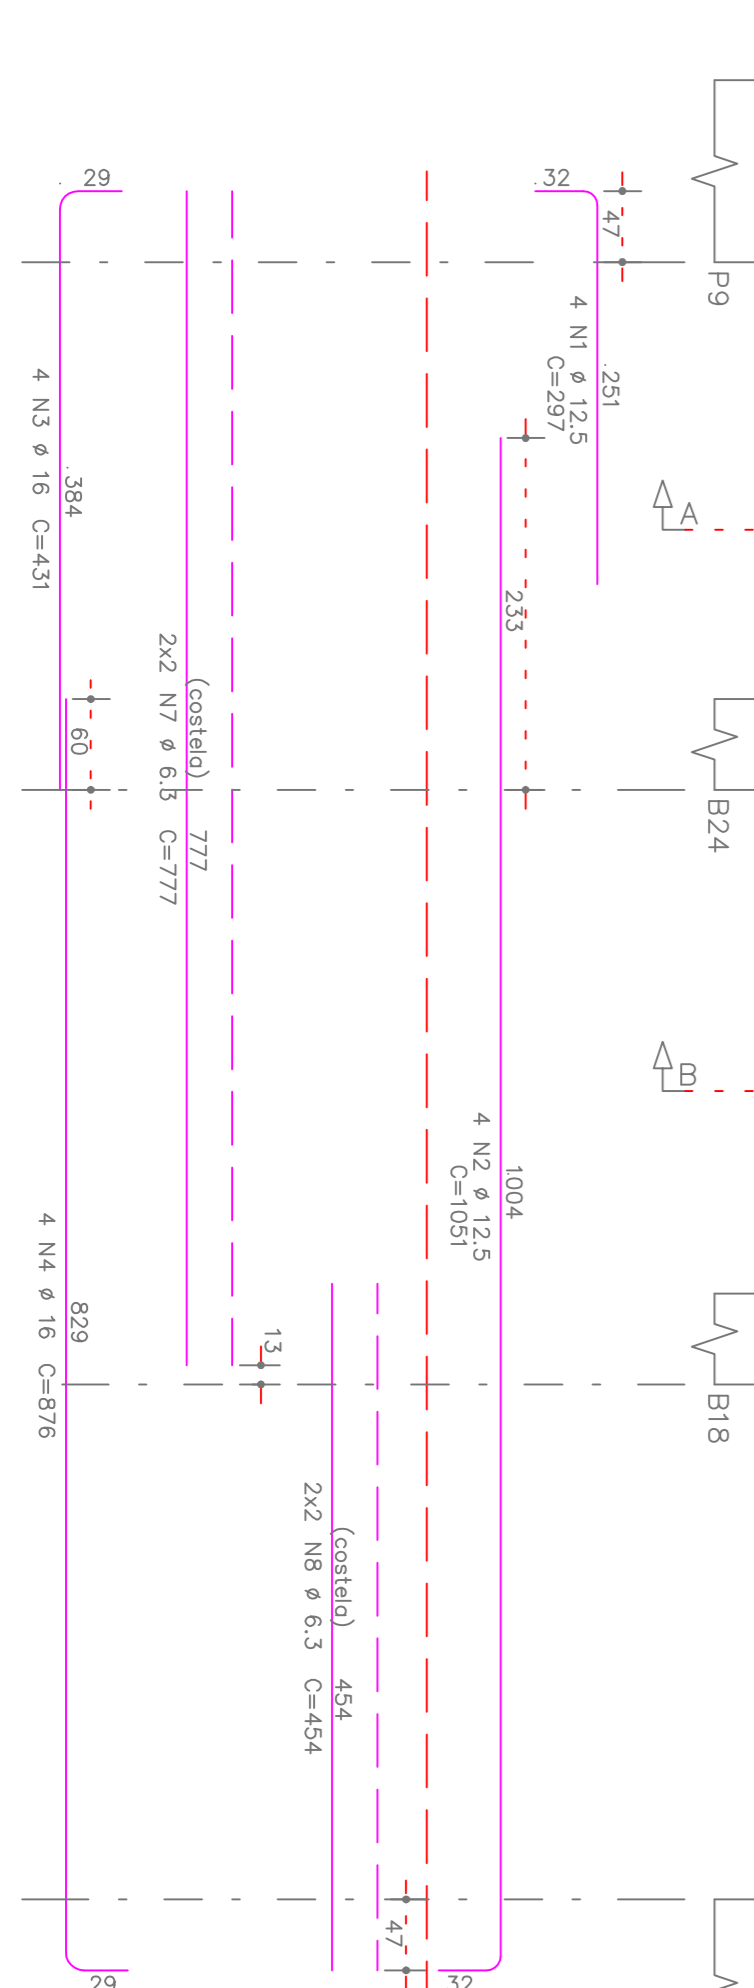 P9
A
B24
B
B18
32
47
251
4 N1 ø 12.5
C=297
233
1004
4 N2 ø 12.5
C=1051
32
47
13
(costela) 454
2x2 N8 ø 6.3 C=454
(costela) 777
2x2 N7 ø 6.3 C=777
29
384
4 N3 ø 16 C=431
60
829
4 N4 ø 16 C=876
29